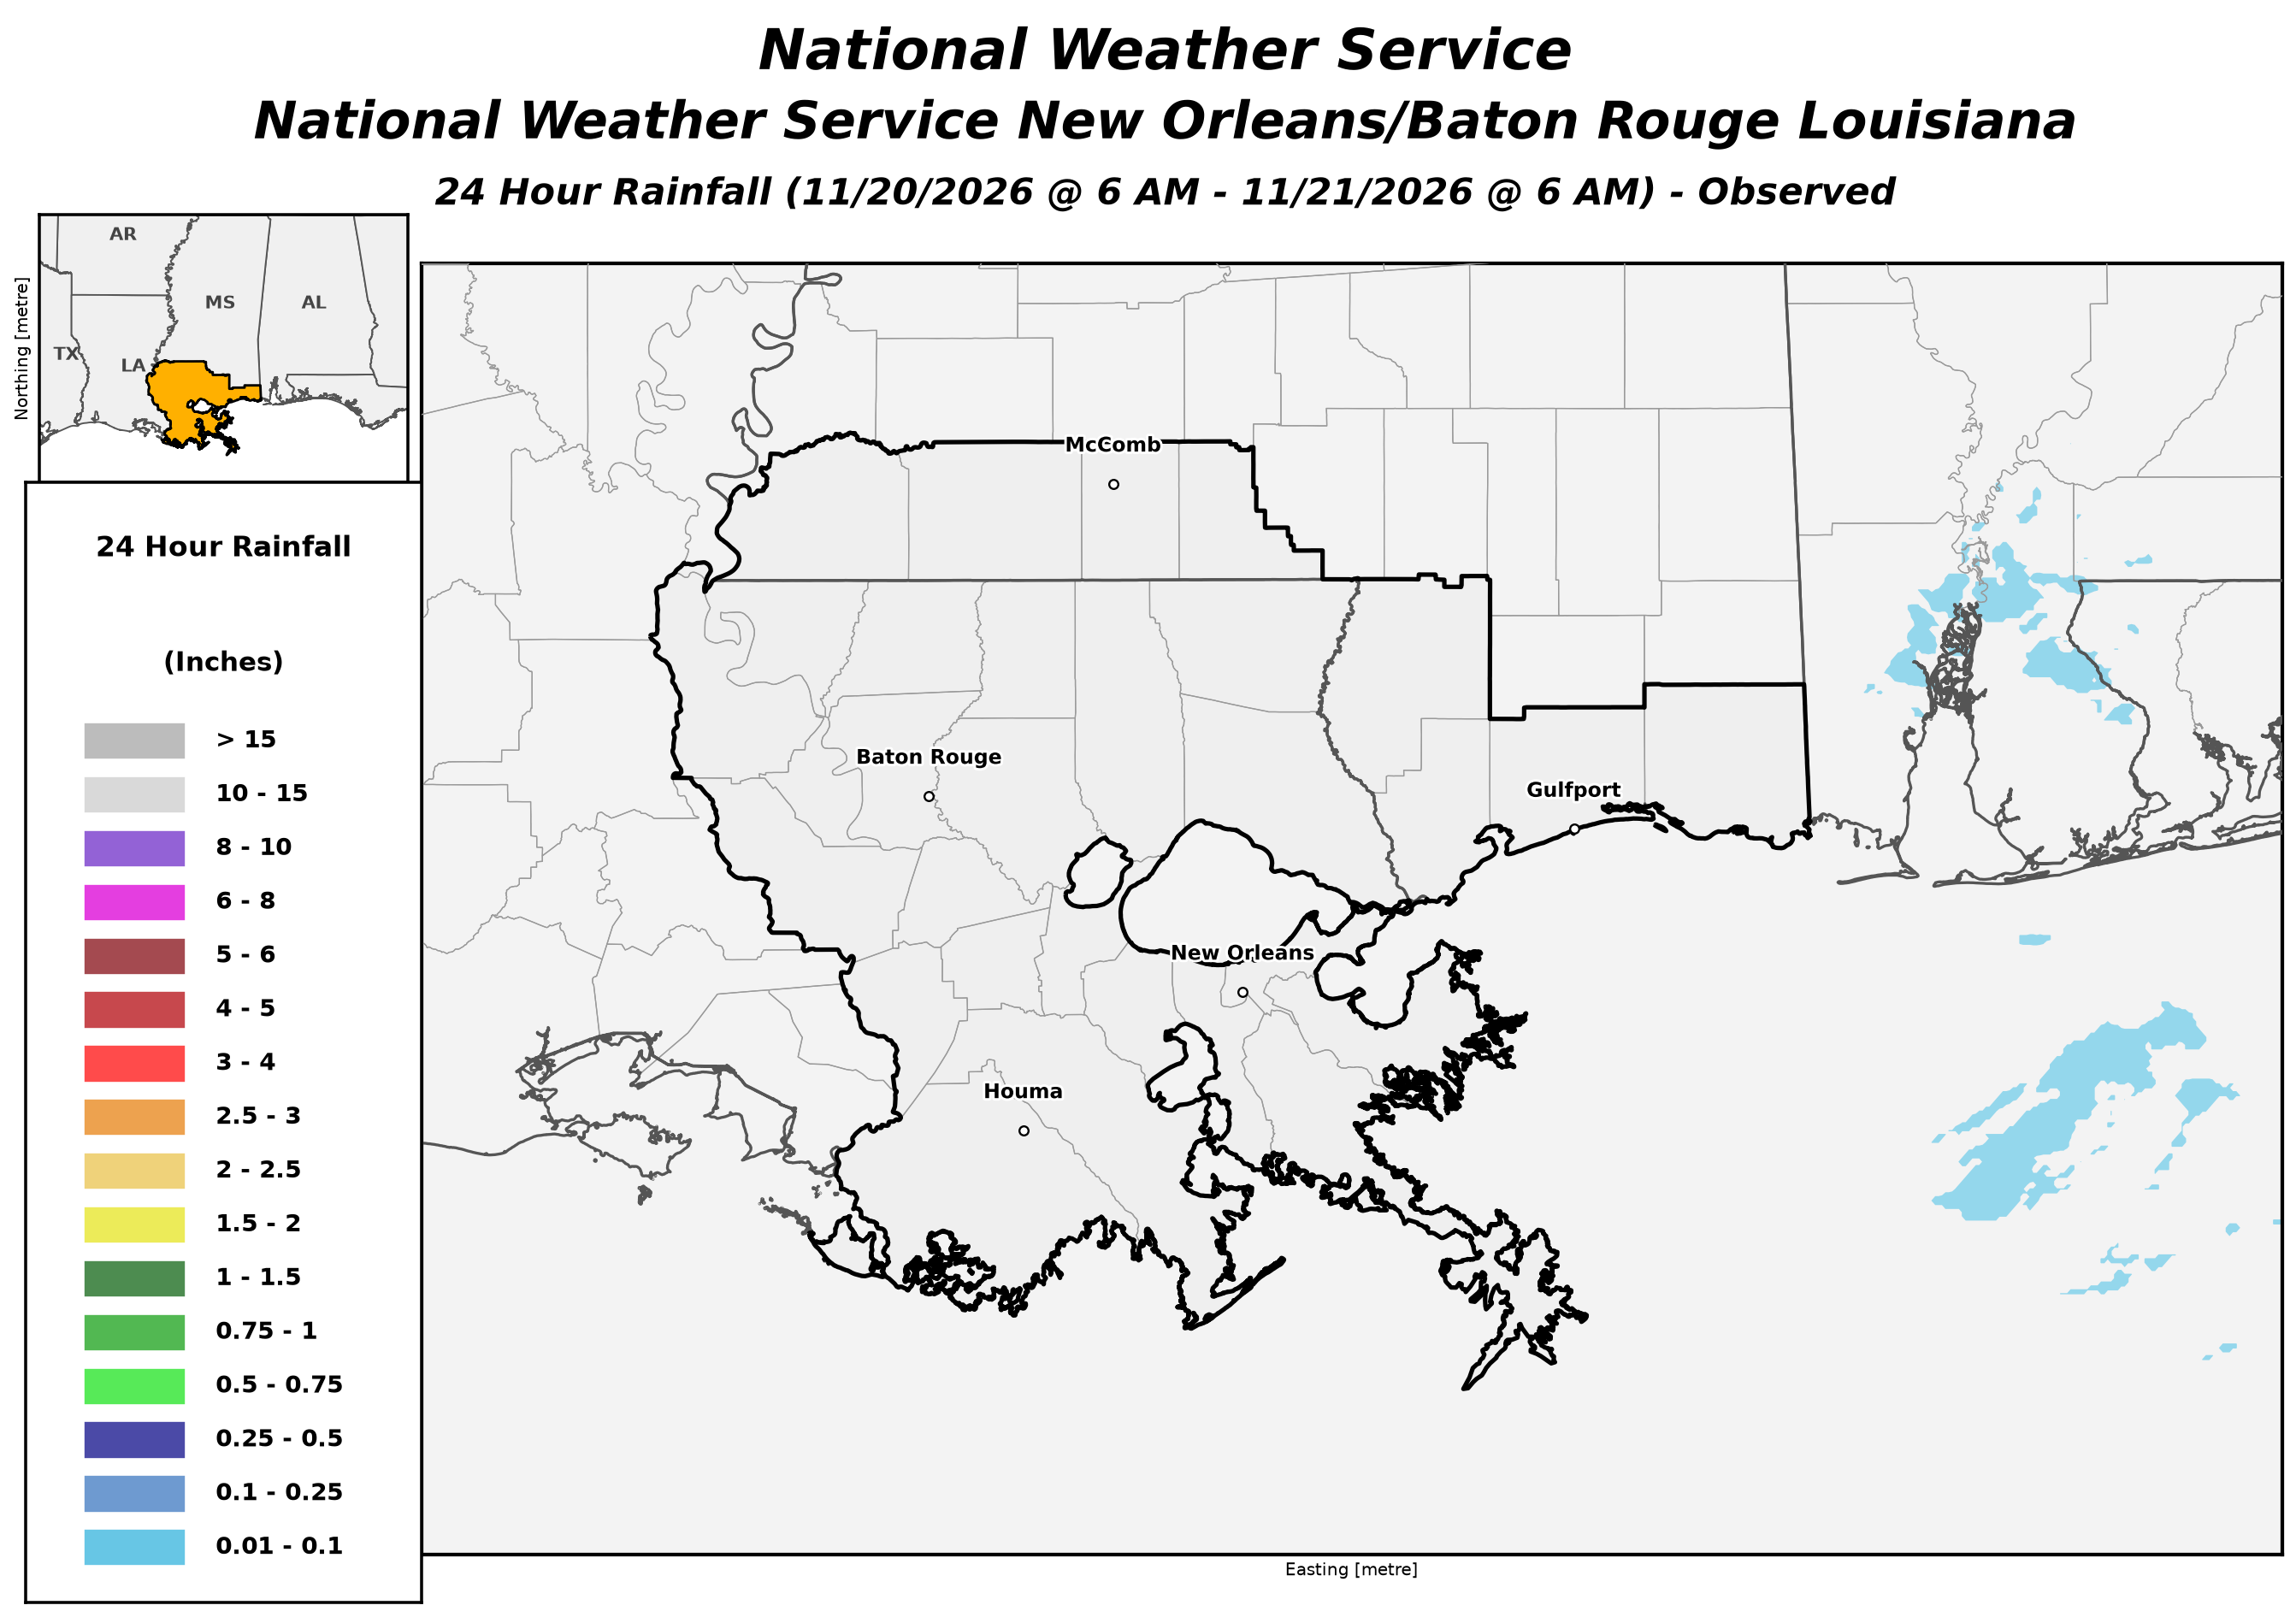 National Weather Service
National Weather Service New Orleans/Baton Rouge Louisiana
24 Hour Rainfall (11/20/2026 @ 6 AM - 11/21/2026 @ 6 AM) - Observed
AR
MS
AL
TX
LA
Northing [metre]
24 Hour Rainfall
(Inches)
> 15
10 - 15
8 - 10
6 - 8
5 - 6
4 - 5
3 - 4
2.5 - 3
2 - 2.5
1.5 - 2
1 - 1.5
0.75 - 1
0.5 - 0.75
0.25 - 0.5
0.1 - 0.25
0.01 - 0.1
McComb
Baton Rouge
Gulfport
New Orleans
Houma
Easting [metre]